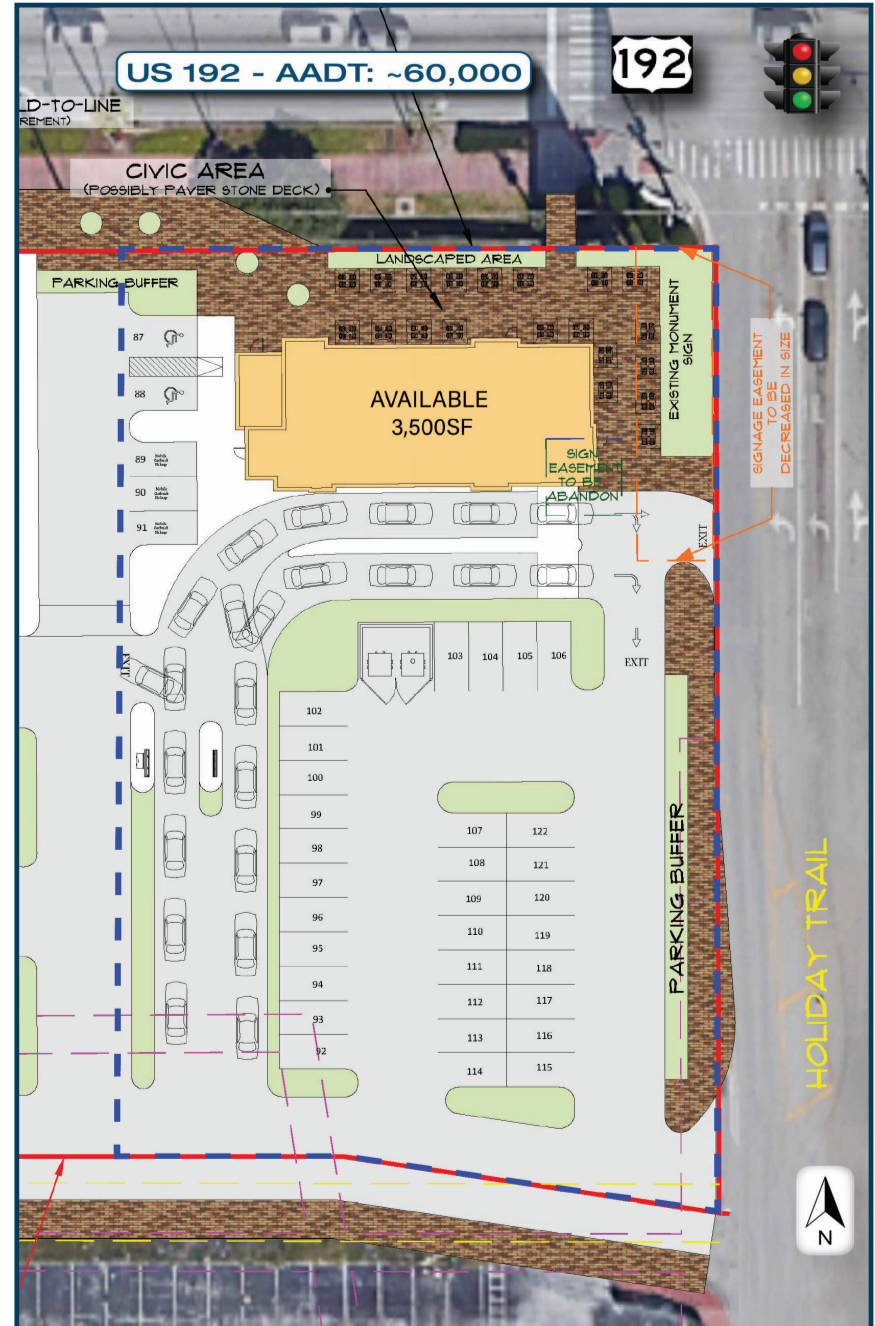 US 192 - AADT: ~60,000
192
LD-TO-LINE
REMENT)
CIVIC AREA
(POSSIBLY PAVER STONE DECK)
LANDSCAPED AREA
PARKING BUFFER
EXISTING MONUMENT
SIGN
SIGNAGE EASEMENT
TO BE
DECREASED IN SIZE
87
88
89
90
91
AVAILABLE
3,500SF
SIGN
EASEMENT
TO BE
ABANDON
EXIT
EXIT
EXIT
103 104 105 106
102
101
100
99
98
97
96
95
94
93
92
107 122
108 121
109 120
110 119
111 118
112 117
113 116
114 115
PARKING BUFFER
HOLIDAY TRAIL
N